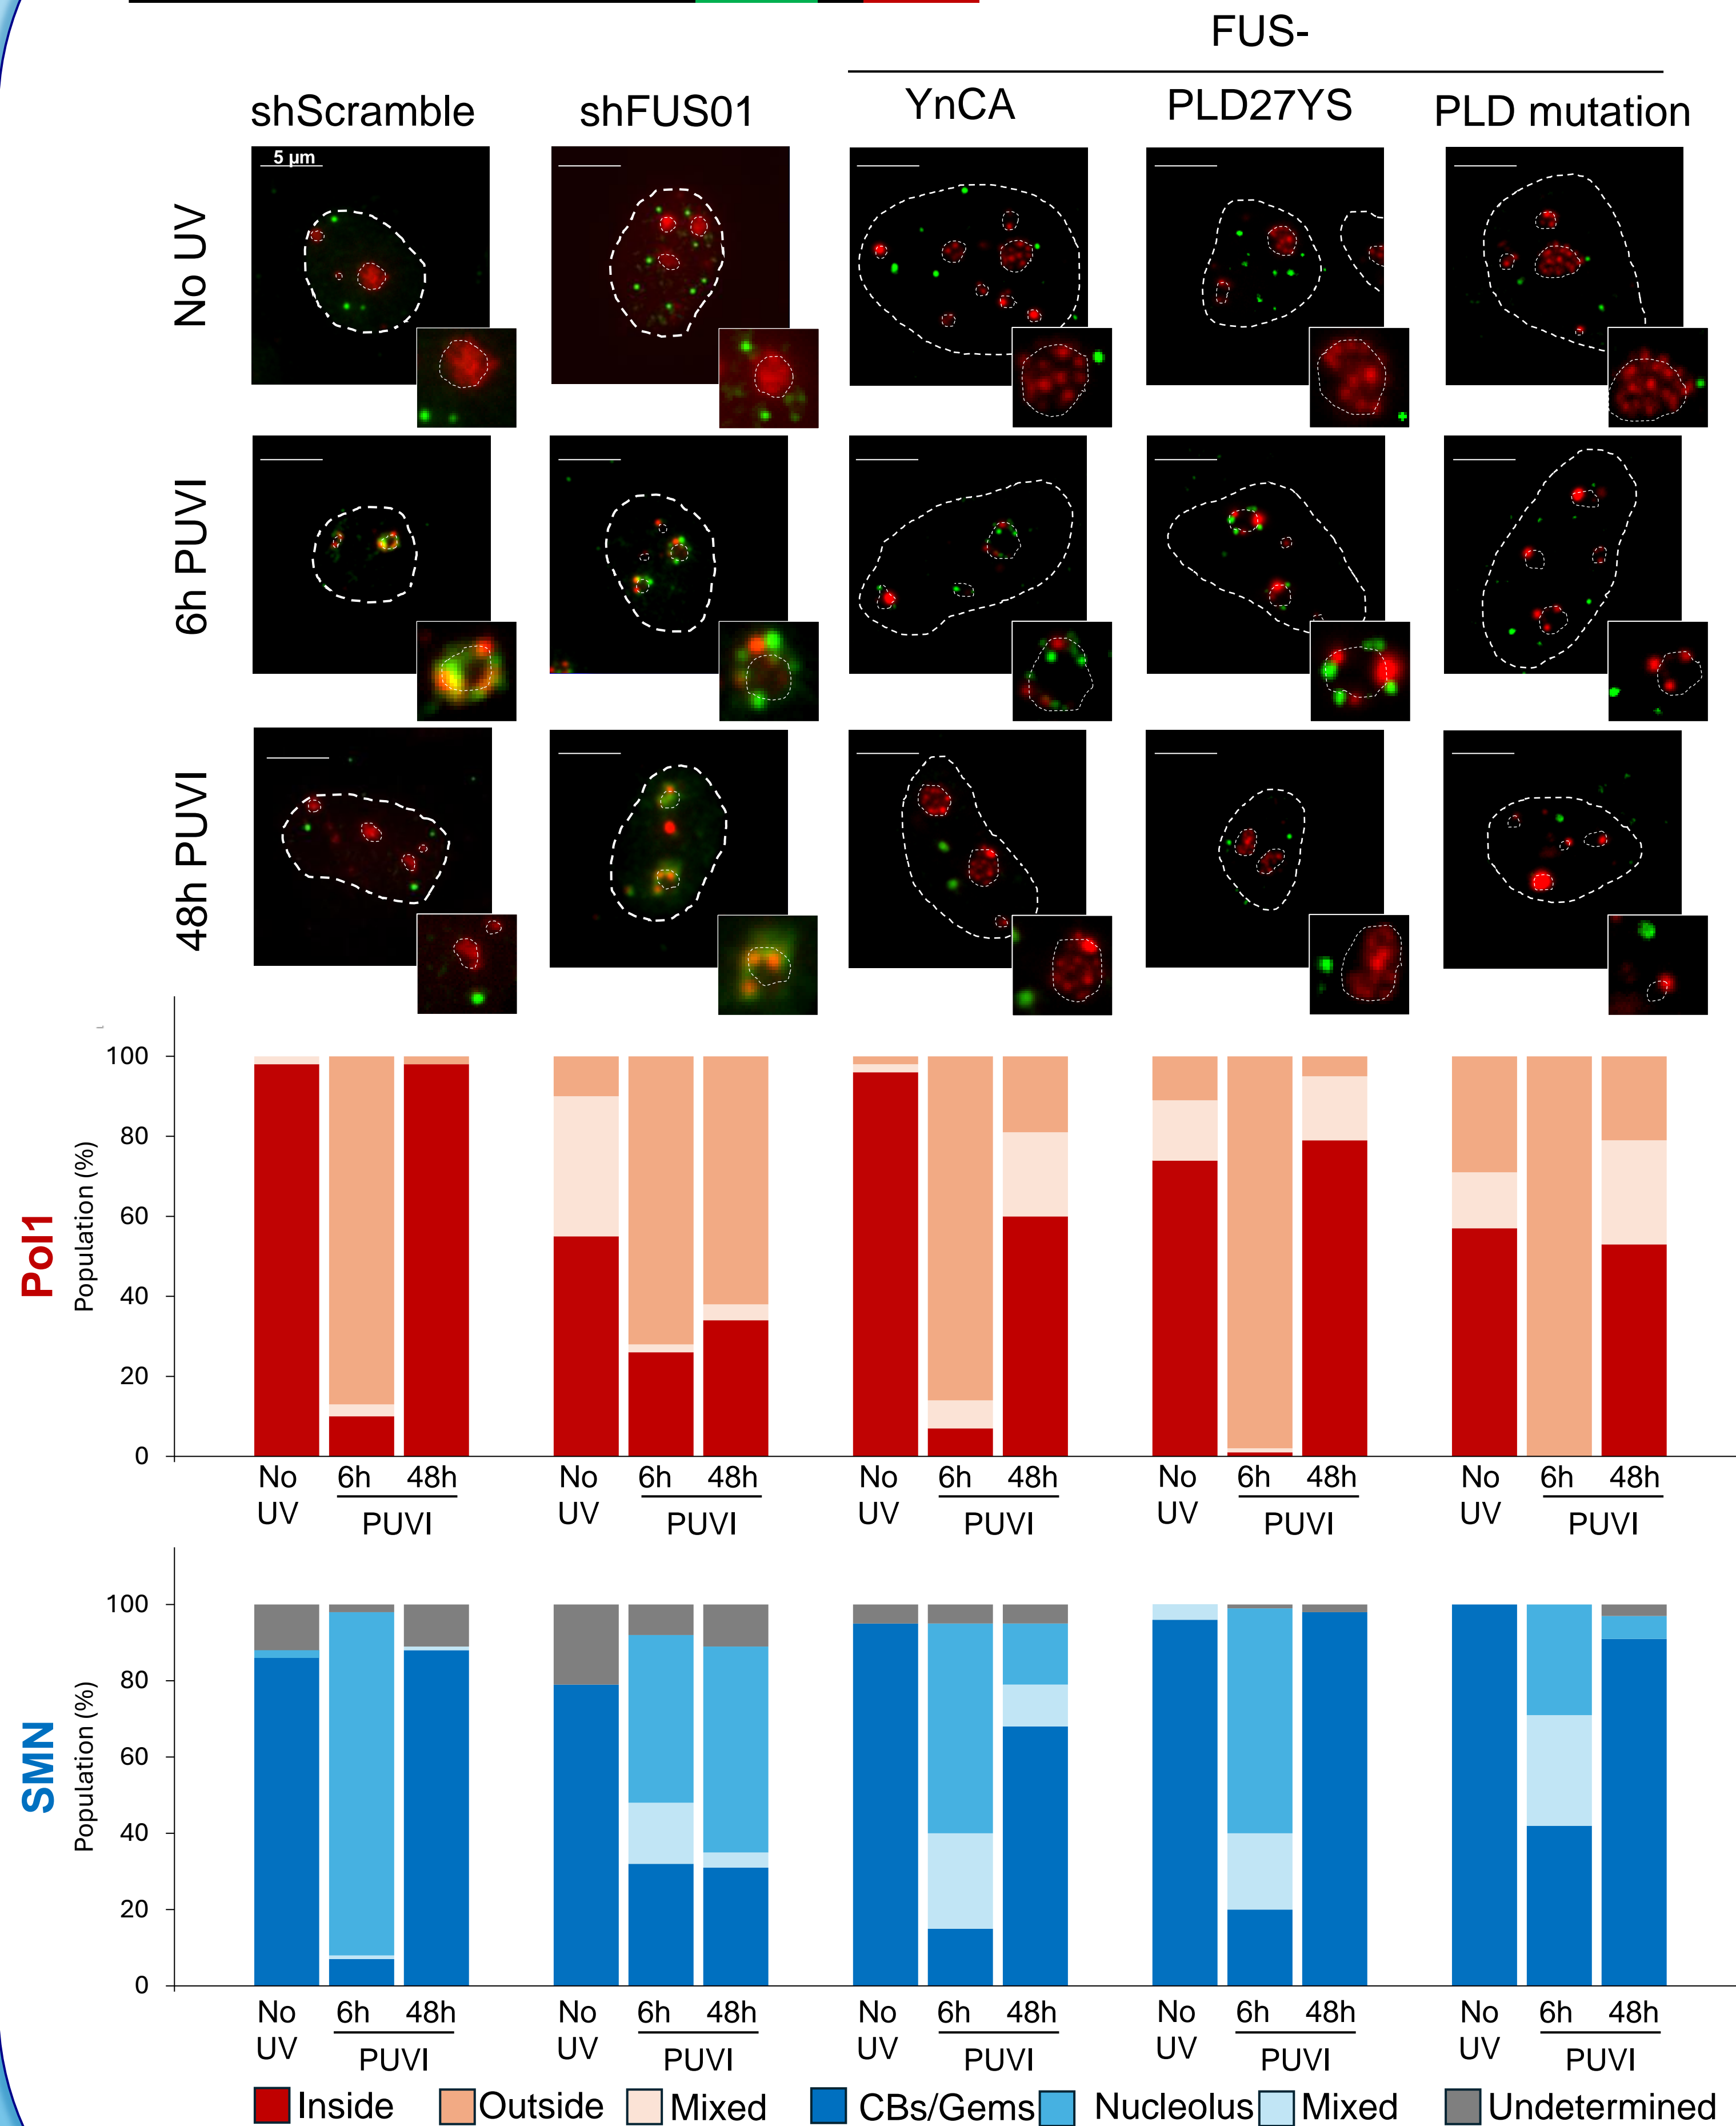 FUS-
shScramble shFUS01 YnCA PLD27YS PLD mutation
5 µm
No UV
6h PUVI
48h PUVI
Pol1
Population (%)
100
80
60
40
20
0
No UV 6h 48h PUVI
No UV 6h 48h PUVI
No UV 6h 48h PUVI
No UV 6h 48h PUVI
No UV 6h 48h PUVI
SMN
Population (%)
100
80
60
40
20
0
No UV 6h 48h PUVI
No UV 6h 48h PUVI
No UV 6h 48h PUVI
No UV 6h 48h PUVI
No UV 6h 48h PUVI
Inside Outside Mixed CBs/Gems Nucleolus Mixed Undetermined